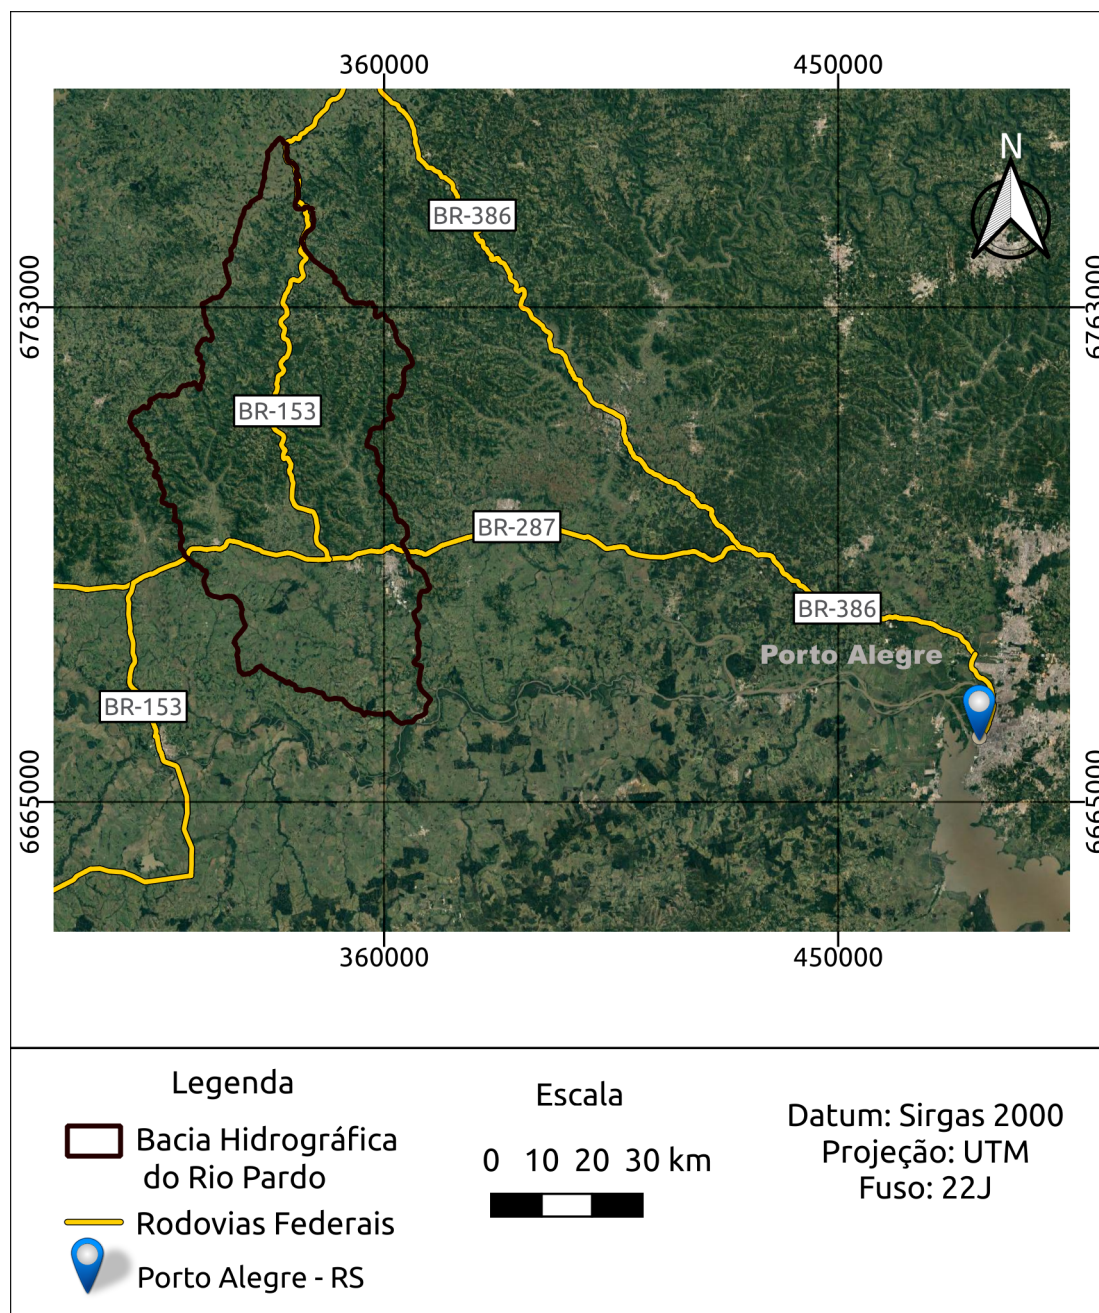 360000 450000
N
BR-386
6763000 6763000
BR-153
BR-287
BR-386
Porto Alegre
BR-153
6665000 6665000
360000 450000
Legenda
Bacia Hidrográfica
do Rio Pardo
Rodovias Federais
Porto Alegre - RS
Escala
0 10 20 30 km
Datum: Sirgas 2000
Projeção: UTM
Fuso: 22J